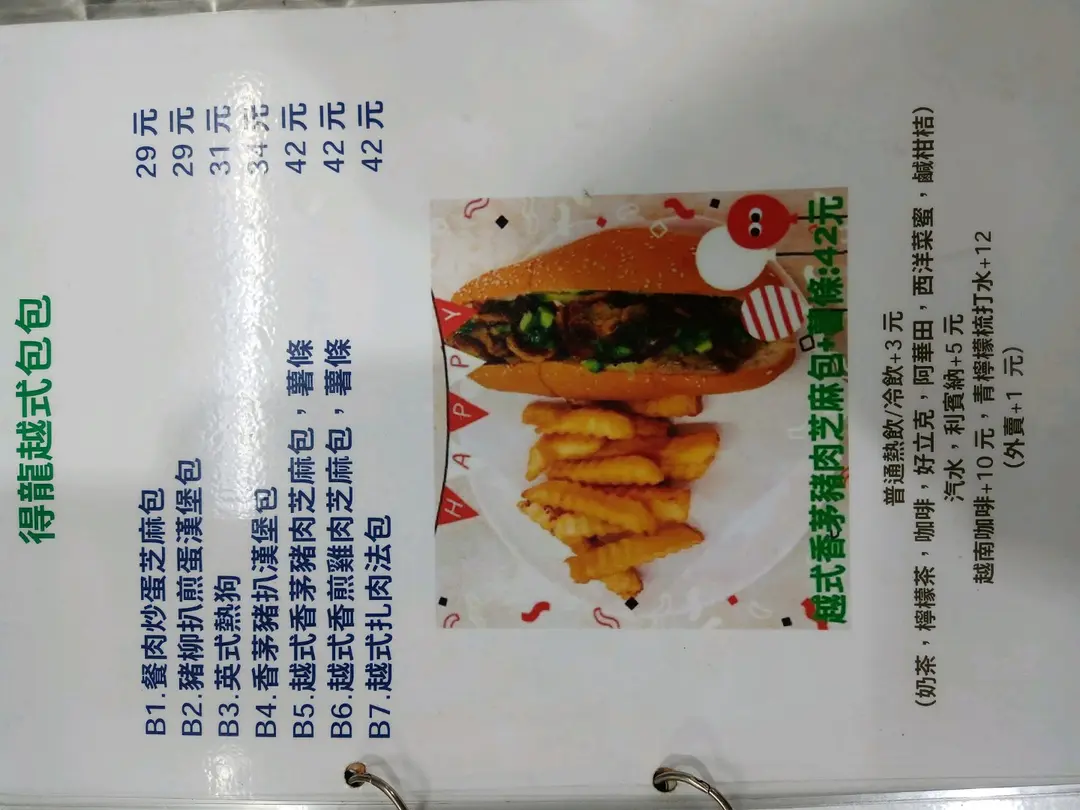 得龍越式包包
B1.餐肉炒蛋芝麻包 29元
B2.豬柳扒煎蛋漢堡包 29元
B3.英式熱狗 31元
B4.香茅豬扒漢堡包 34元
B5.越式香茅豬肉芝麻包，薯條 42元
B6.越式香煎雞肉芝麻包，薯條 42元
B7.越式扎肉法包 42元
HAPPY
越式香茅豬肉芝麻包+薯條:42元
普通熱飲/冷飲+3元
(奶茶，檸檬茶，咖啡，好立克，阿華田，西洋菜蜜，鹹柑桔)
汽水，利賓納+5元
越南咖啡+10元，青檸檬梳打水+12
(外賣+1 元)